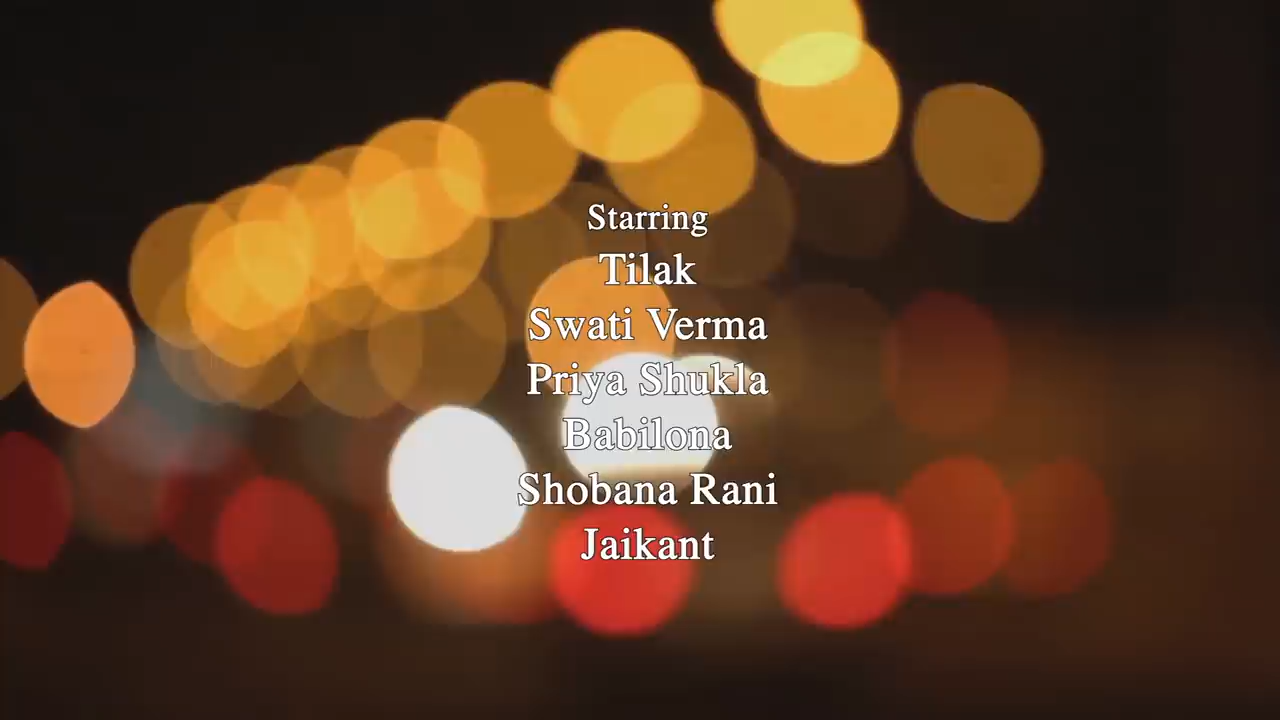 Starring
Tilak
Swati Verma
Priya Shukla
Babilona
Shobana Rani
Jaikant